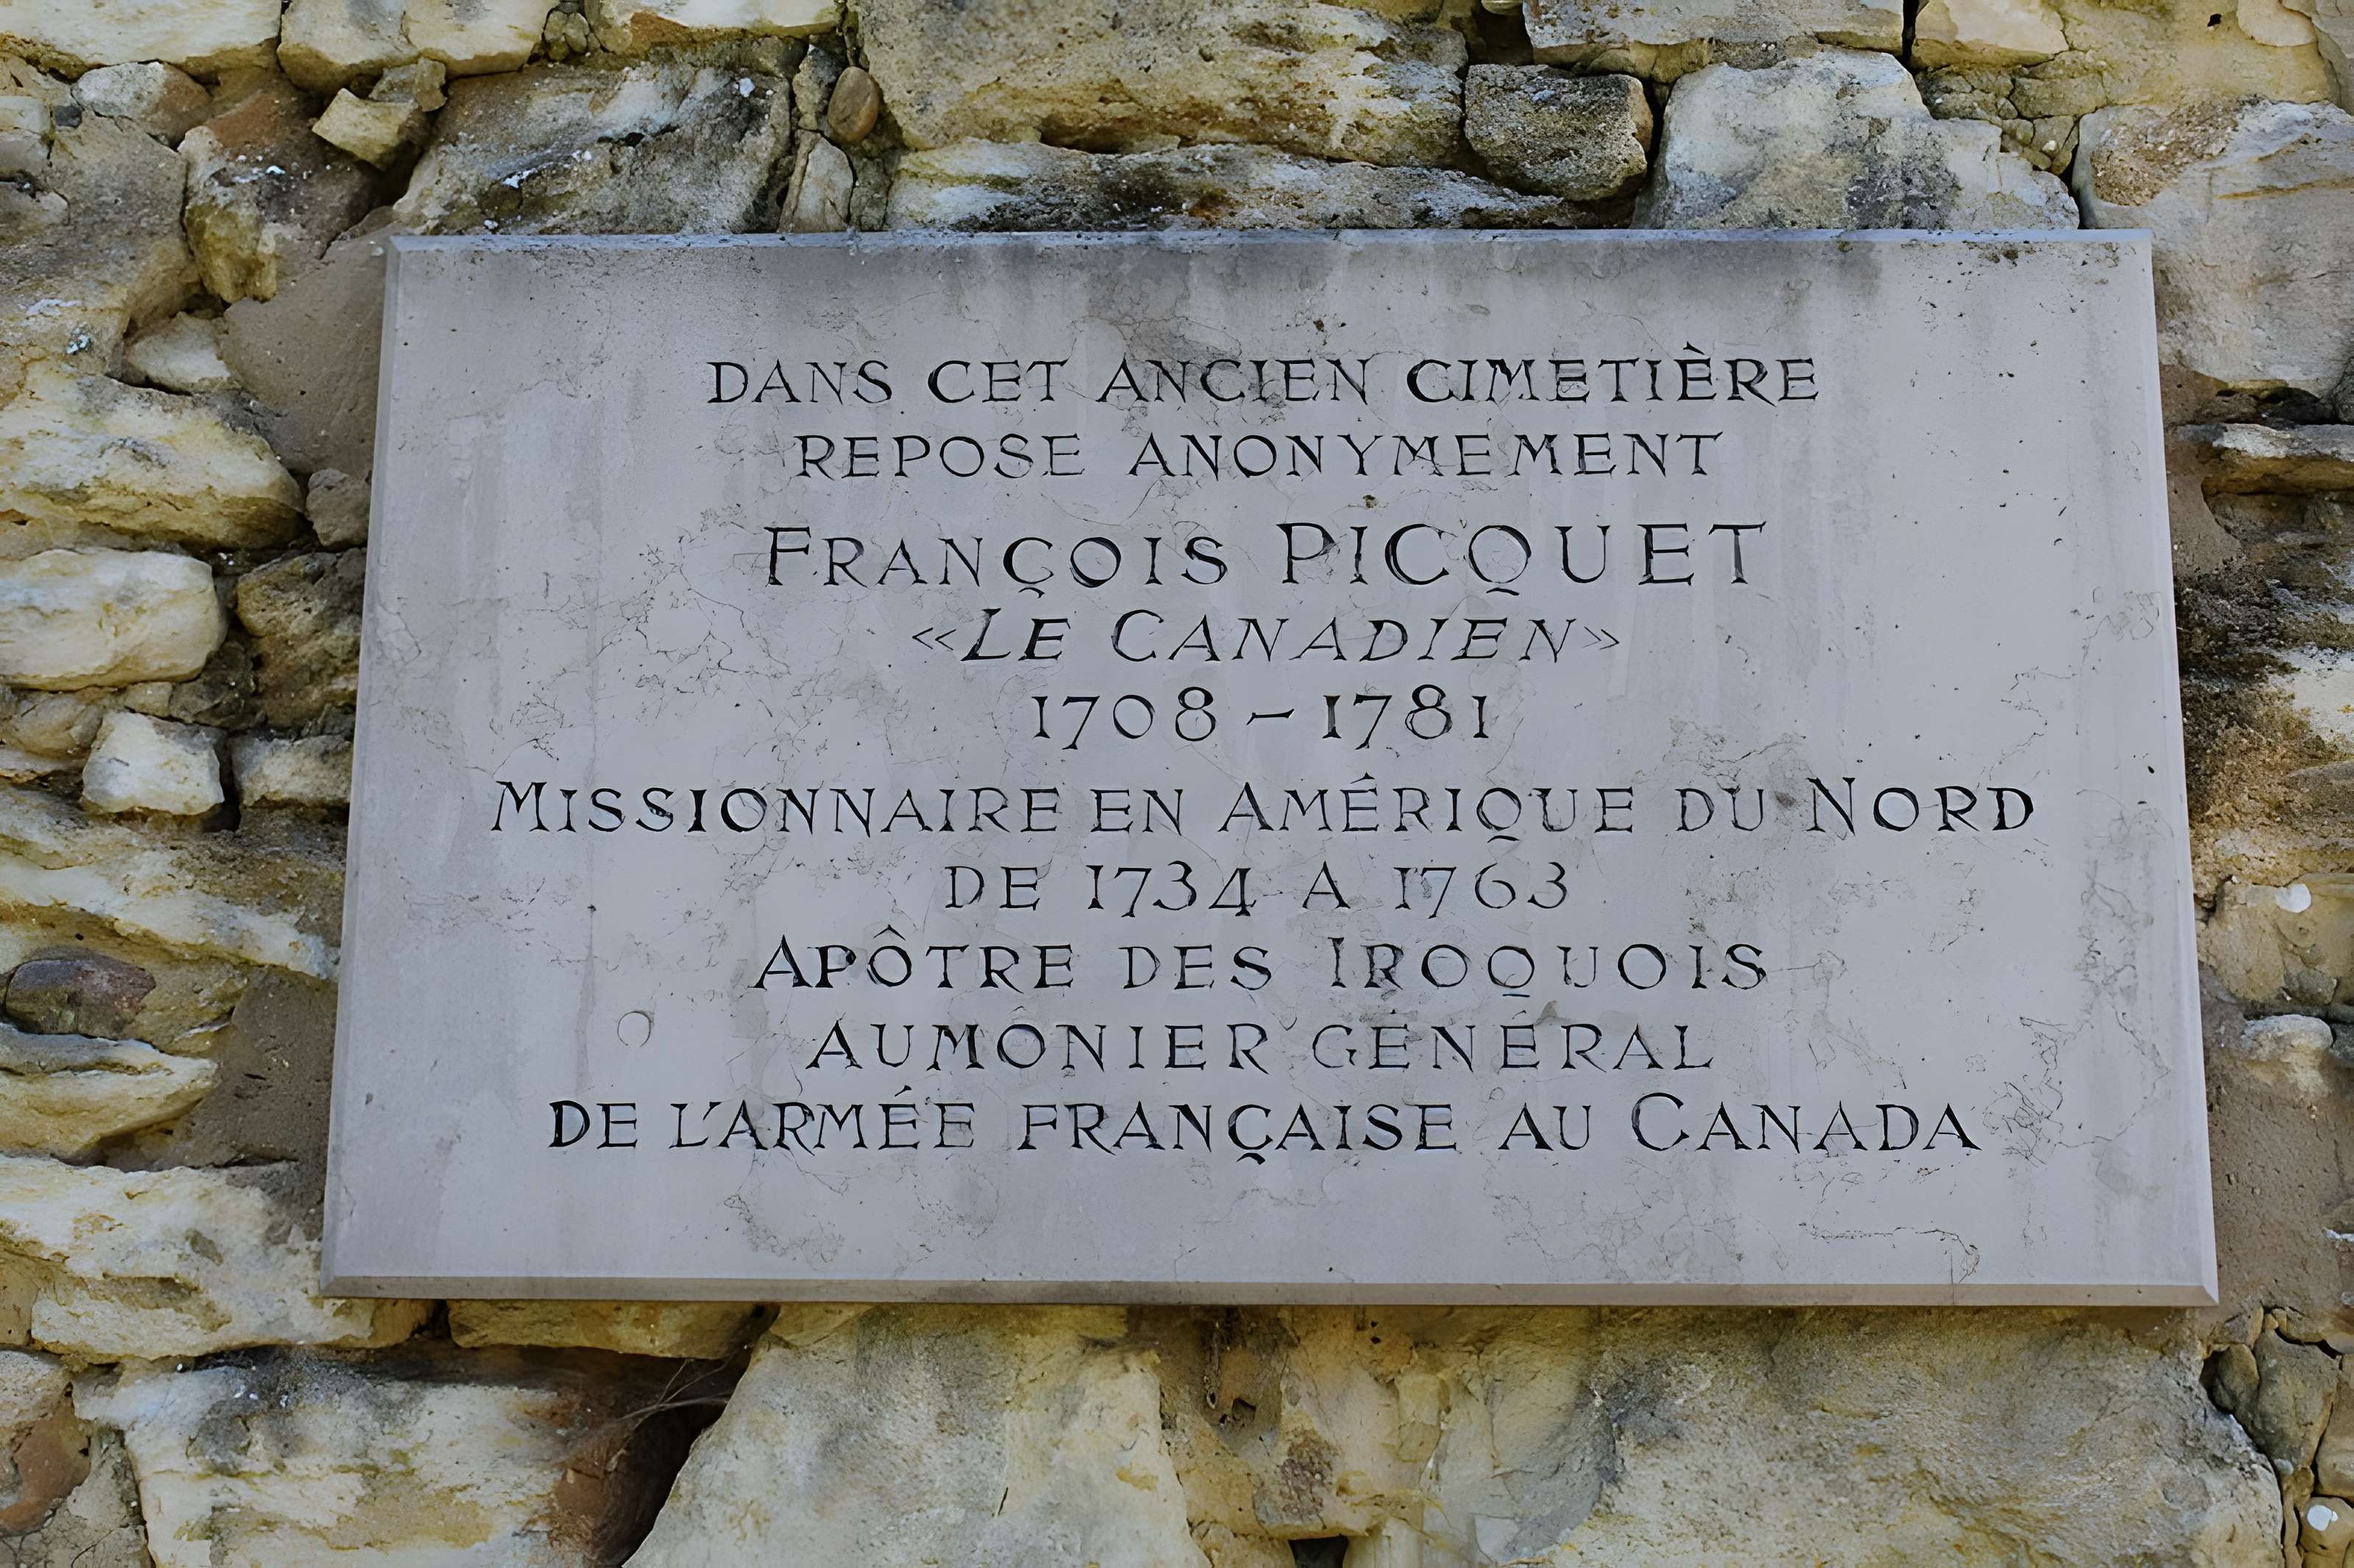 DANS CET ANCIEN CIMETIÈRE
REPOSE ANONYMEMENT
FRANÇOIS PICQUET
«LE CANADIEN»
1708 - 1781
MISSIONNAIRE EN AMÉRIQUE DU NORD
DE 1734 A 1763
APÔTRE DES IROQUOIS
AUMÔNIER GÉNÉRAL
DE L'ARMÉE FRANÇAISE AU CANADA